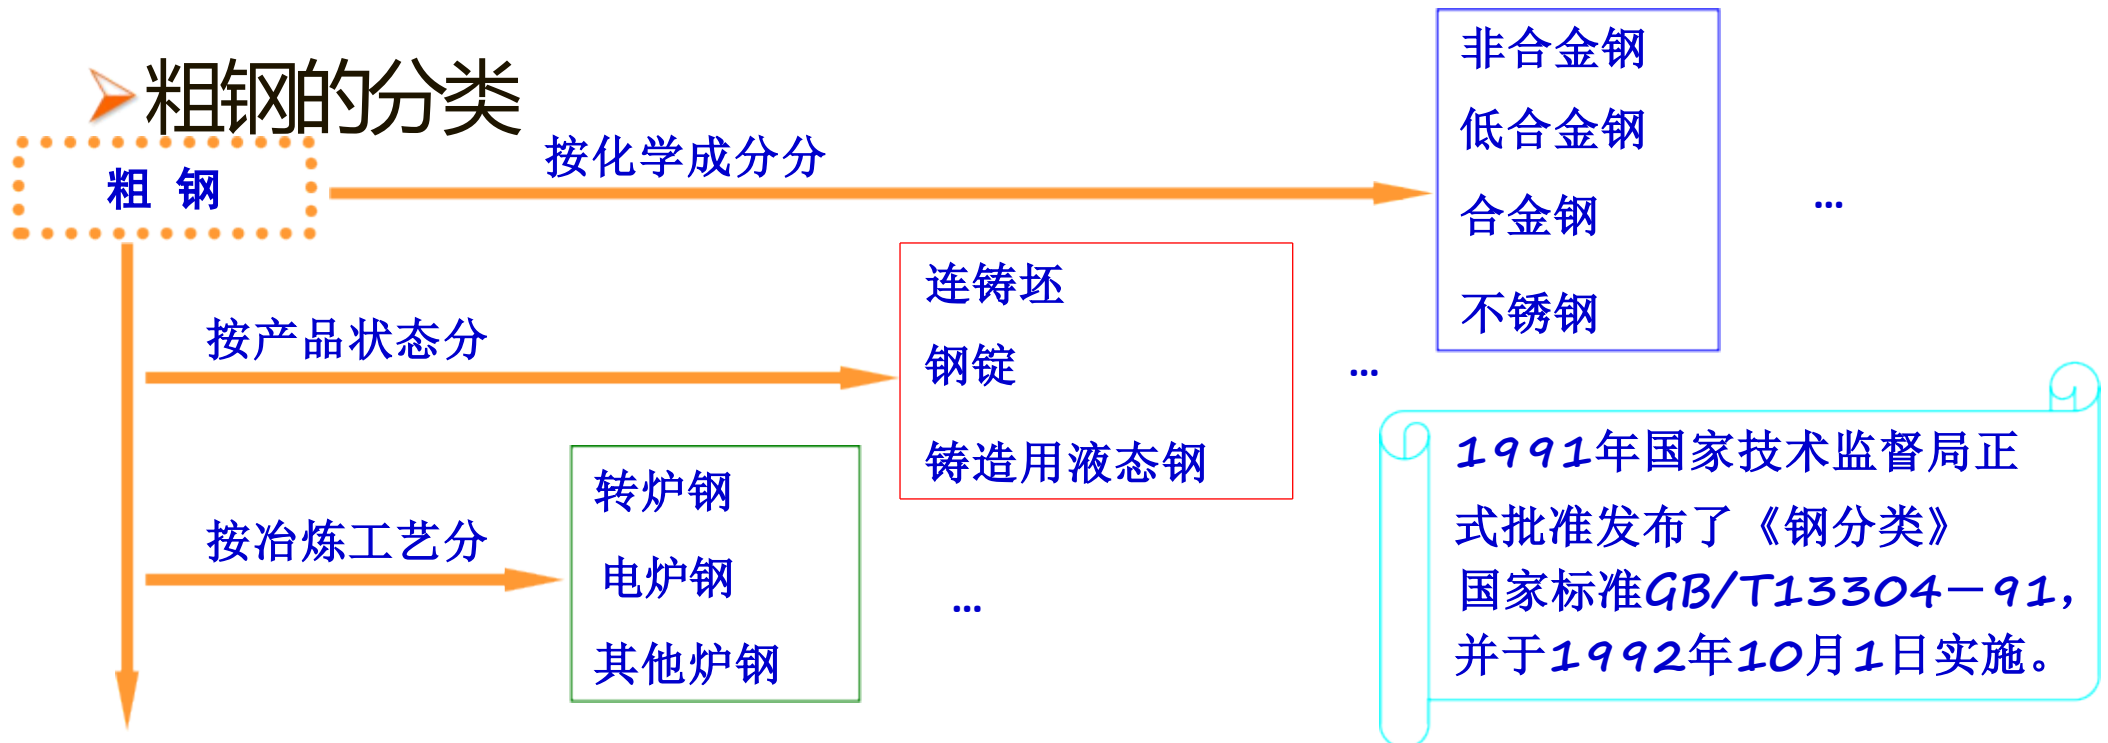 粗钢的分类
粗 钢
按化学成分分
非合金钢
低合金钢
合金钢
不锈钢
…
按产品状态分
连铸坯
钢锭
铸造用液态钢
…
按冶炼工艺分
转炉钢
电炉钢
其他炉钢
…
1991年国家技术监督局正
式批准发布了《钢分类》
国家标准GB/T13304－91，
并于1992年10月1日实施。